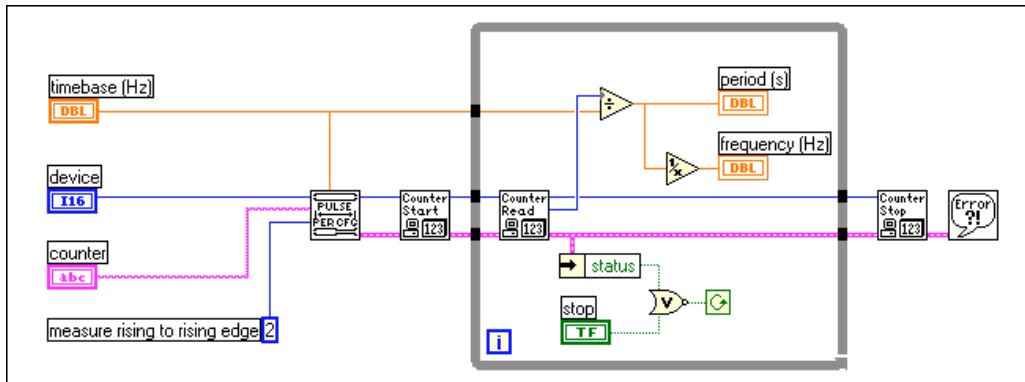 timebase (Hz)
DBL
device
I16
counter
abc
measure rising to rising edge 2
PULSE
PER CFG
Counter
Start
123
Counter
Read
123
÷
1/x
period (s)
DBL
frequency (Hz)
DBL
status
stop
TF
V
i
Counter
Stop
123
Error
?!